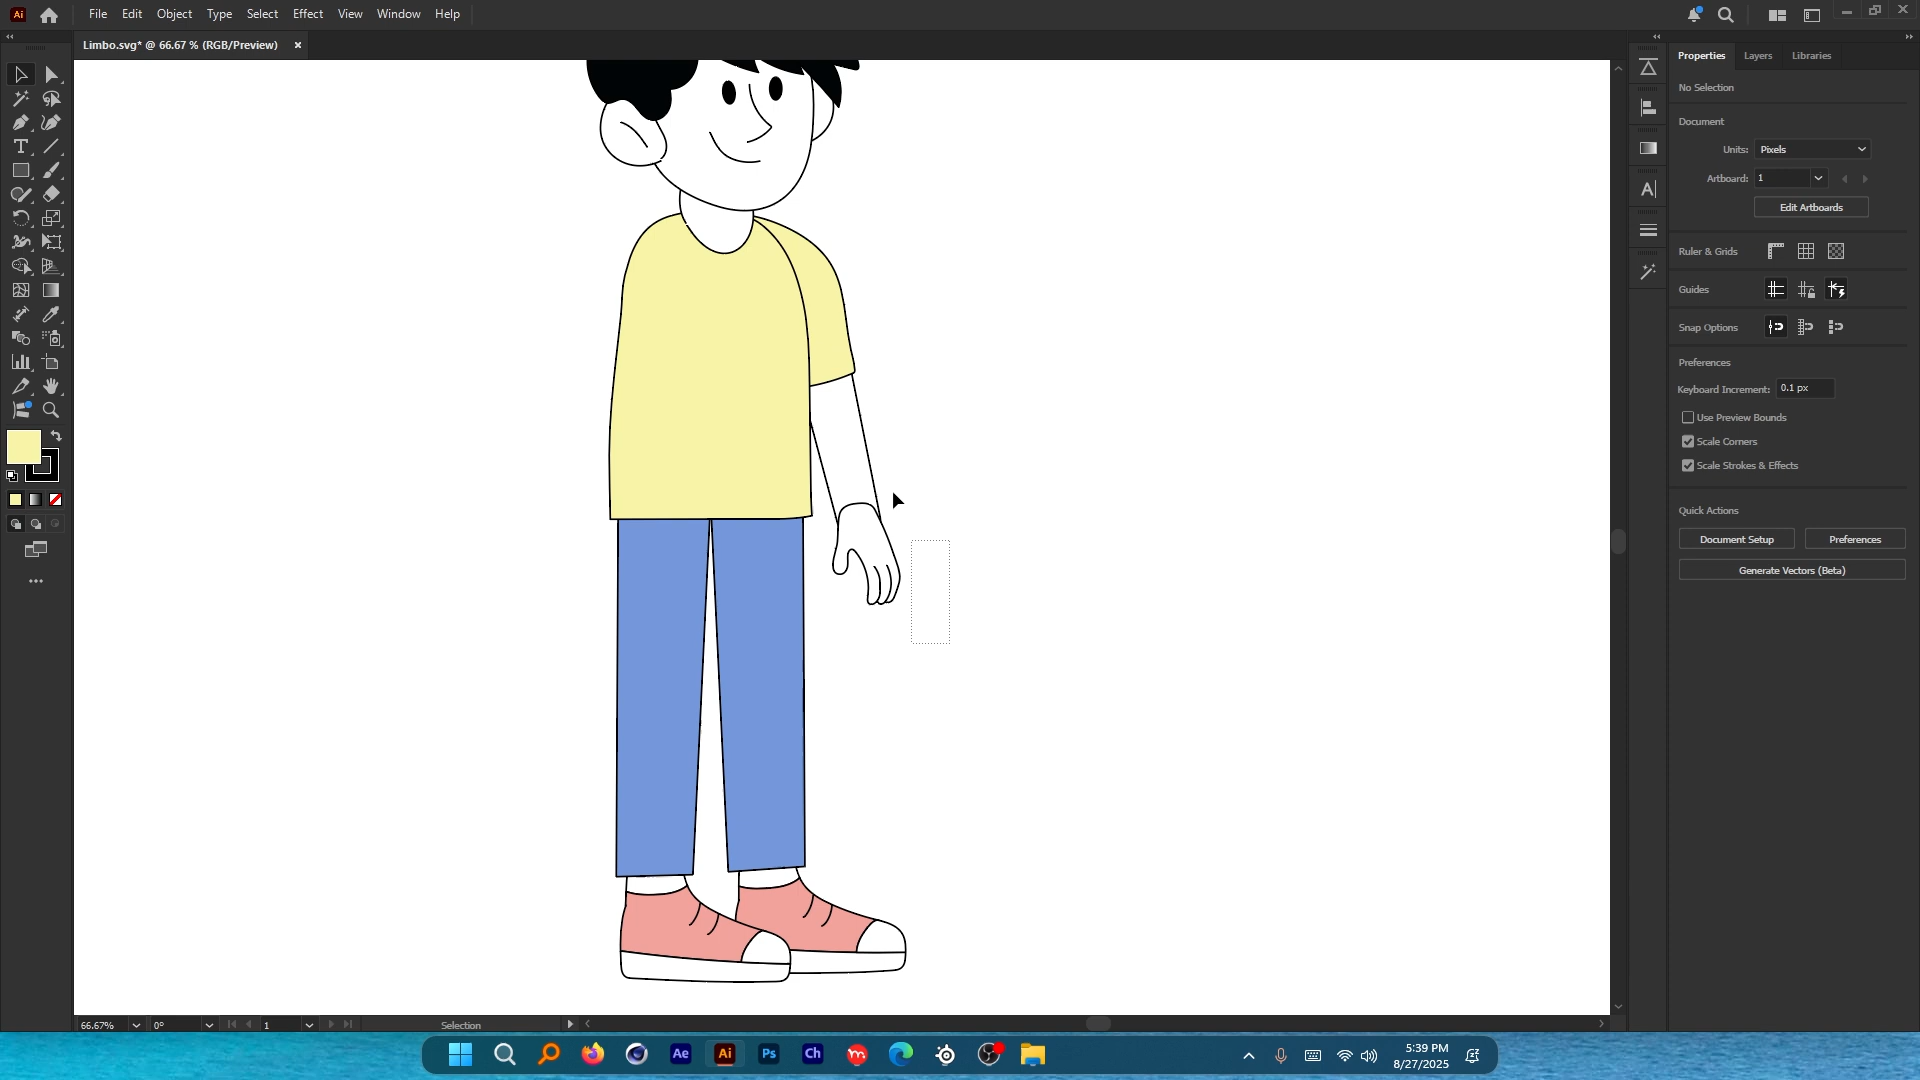 Ai File Edit Object Type Select Effect View Window Help
Limbo.svg* @ 66.67 % (RGB/Preview)
Properties Layers Libraries
No Selection
Document
Units: Pixels
Artboard: 1
Edit Artboards
Ruler & Grids
Guides
Snap Options
Preferences
Keyboard Increment: 0.1 px
Use Preview Bounds
Scale Corners
Scale Strokes & Effects
Quick Actions
Document Setup Preferences
Generate Vectors (Beta)
66.67% 0° 1 Selection
Ae Ai Ps Ch
5:39 PM
8/27/2025